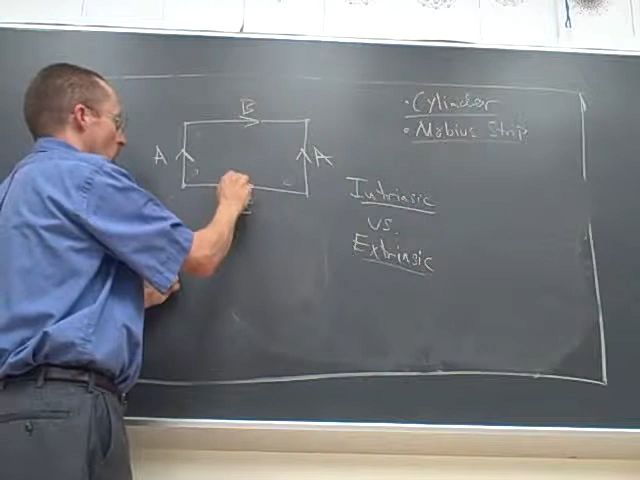 B
A
A
• Cylinder
• Mobius Strip
Intrinsic
vs.
Extrinsic